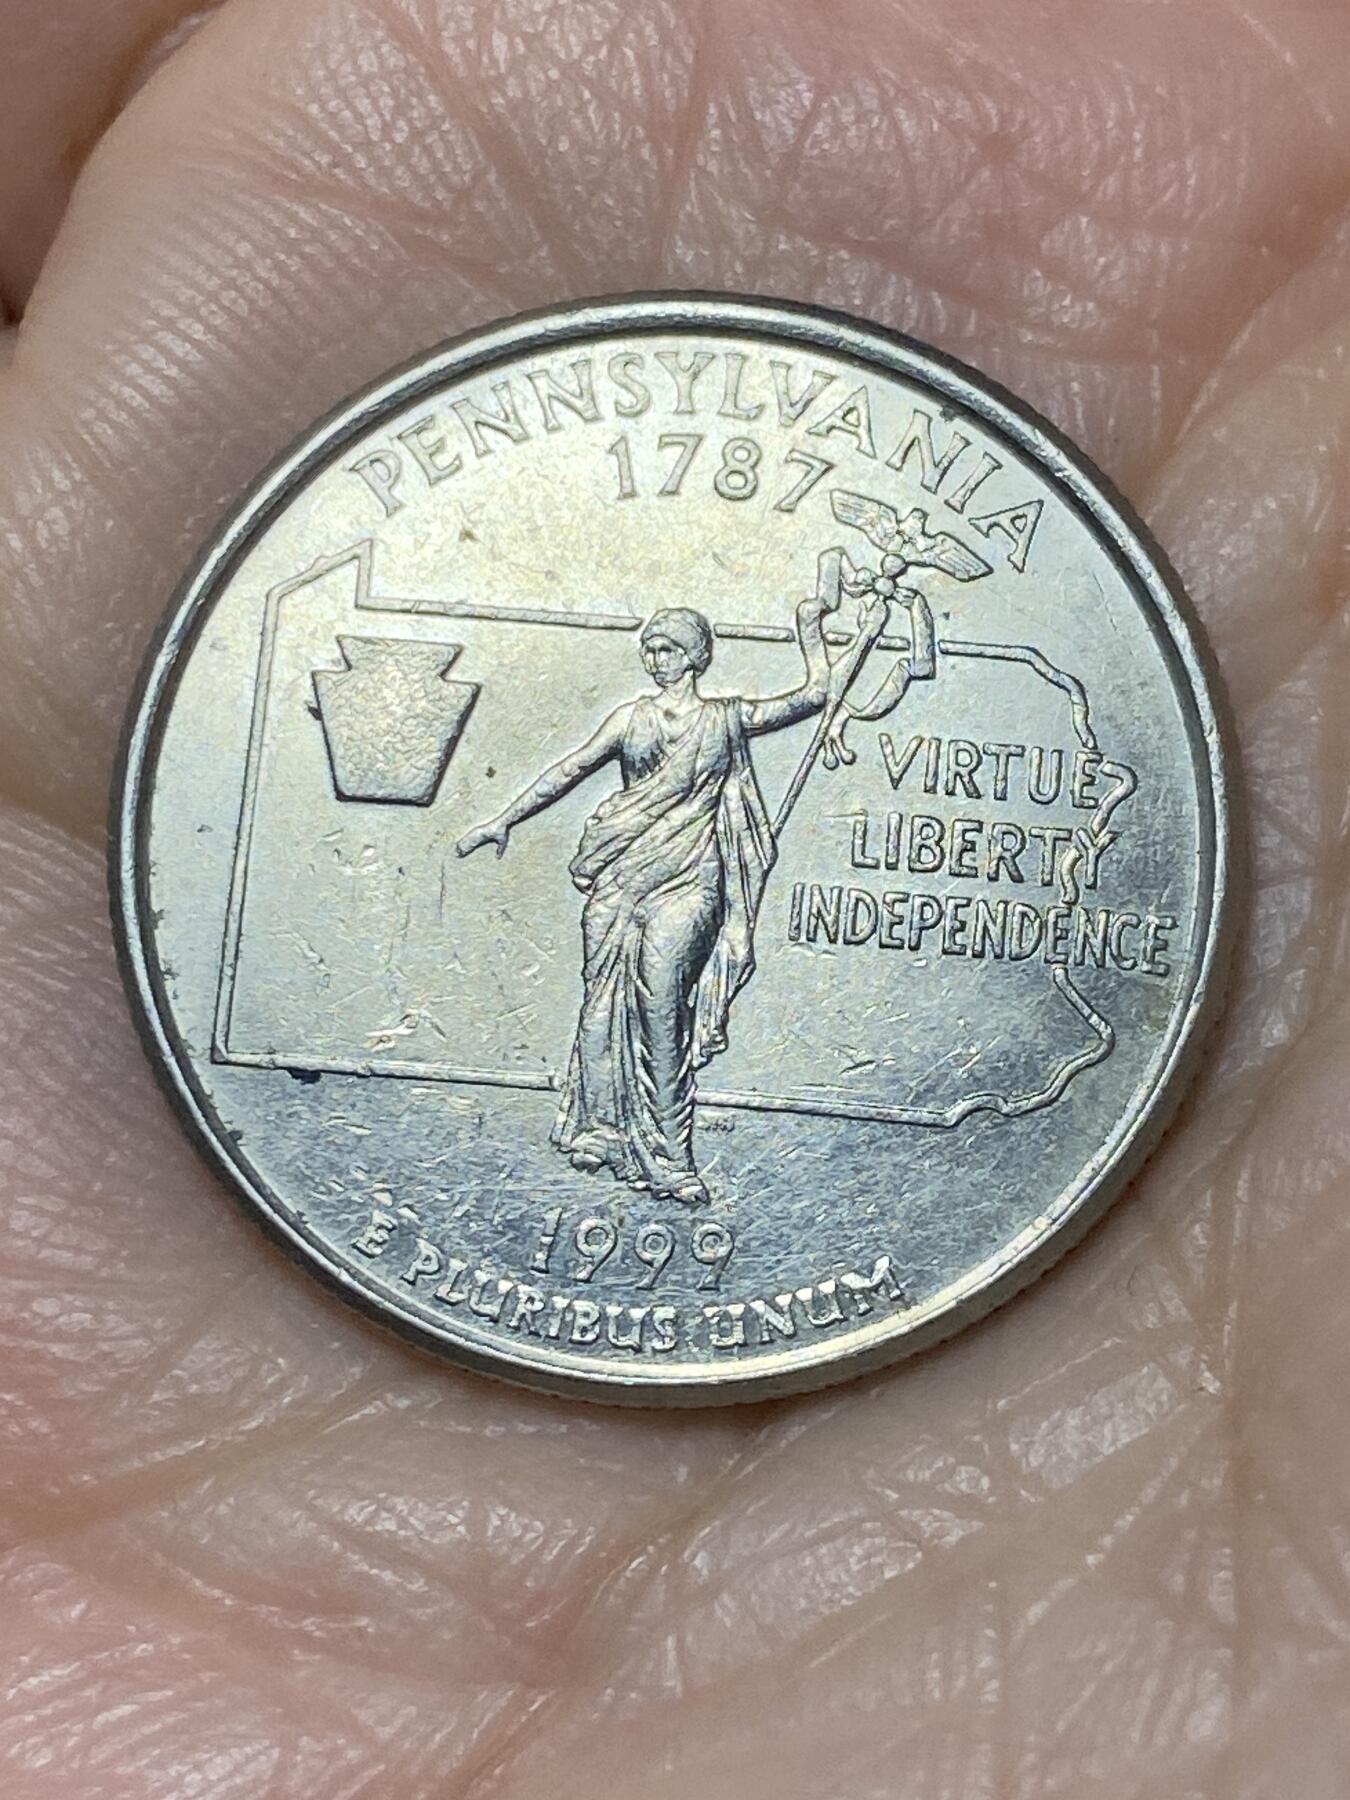 PENNSYLVANIA
1787
VIRTUE
LIBERTY
INDEPENDENCE
1999
E PLURIBUS UNUM